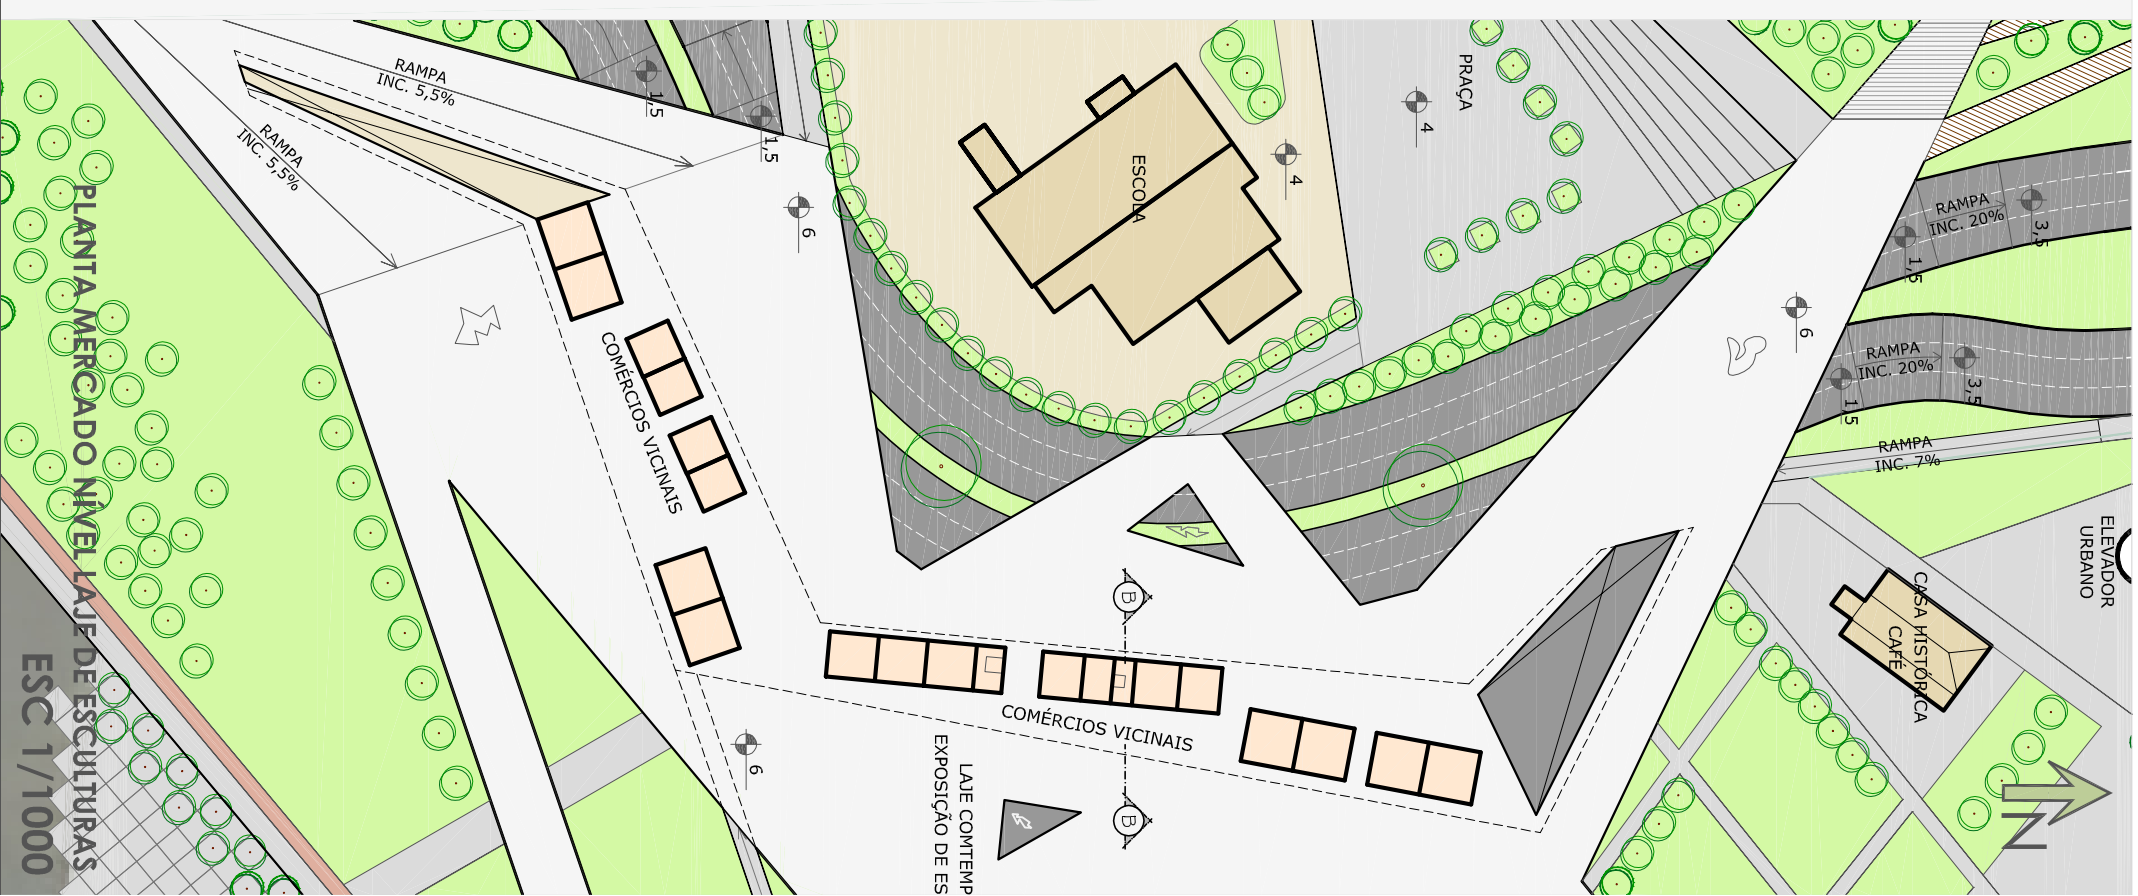 RAMPA
INC. 5,5%
RAMPA
INC. 5,5%
1,5
1,5
6
ESCOLA
4
4
PRAÇA
RAMPA
INC. 20%
3,5
1,5
6
RAMPA
INC. 20%
3,5
1,5
RAMPA
INC. 7%
ELEVADOR
URBANO
CASA HISTÓRICA
CAFÉ
COMÉRCIOS VICINAIS
COMÉRCIOS VICINAIS
B
B
6
LAJE COMTEMP
EXPOSIÇÃO DE ES
PLANTA MERCADO NÍVEL LAJE DE ESCULTURAS
ESC 1/1000
N